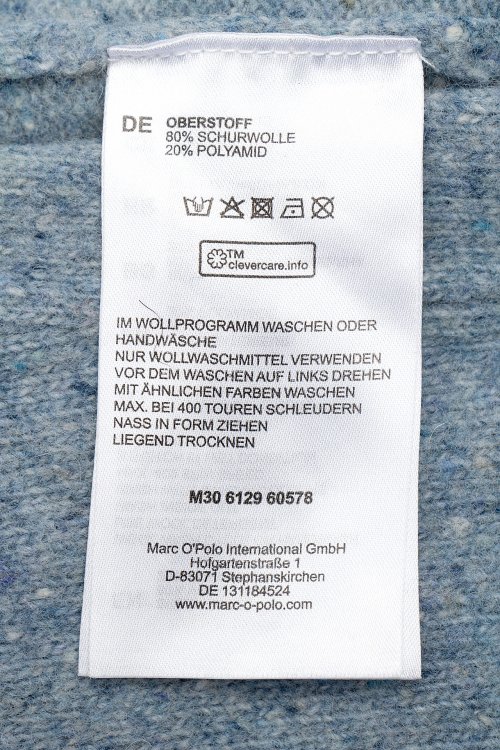 DE OBERSTOFF
80% SCHURWOLLE
20% POLYAMID
TM
clevercare.info
IM WOLLPROGRAMM WASCHEN ODER
HANDWÄSCHE
NUR WOLLWASCHMITTEL VERWENDEN
VOR DEM WASCHEN AUF LINKS DREHEN
MIT ÄHNLICHEN FARBEN WASCHEN
MAX. BEI 400 TOUREN SCHLEUDERN
NASS IN FORM ZIEHEN
LIEGEND TROCKNEN
M30 6129 60578
Marc O'Polo International GmbH
Hofgartenstraße 1
D-83071 Stephanskirchen
DE 131184524
www.marc-o-polo.com